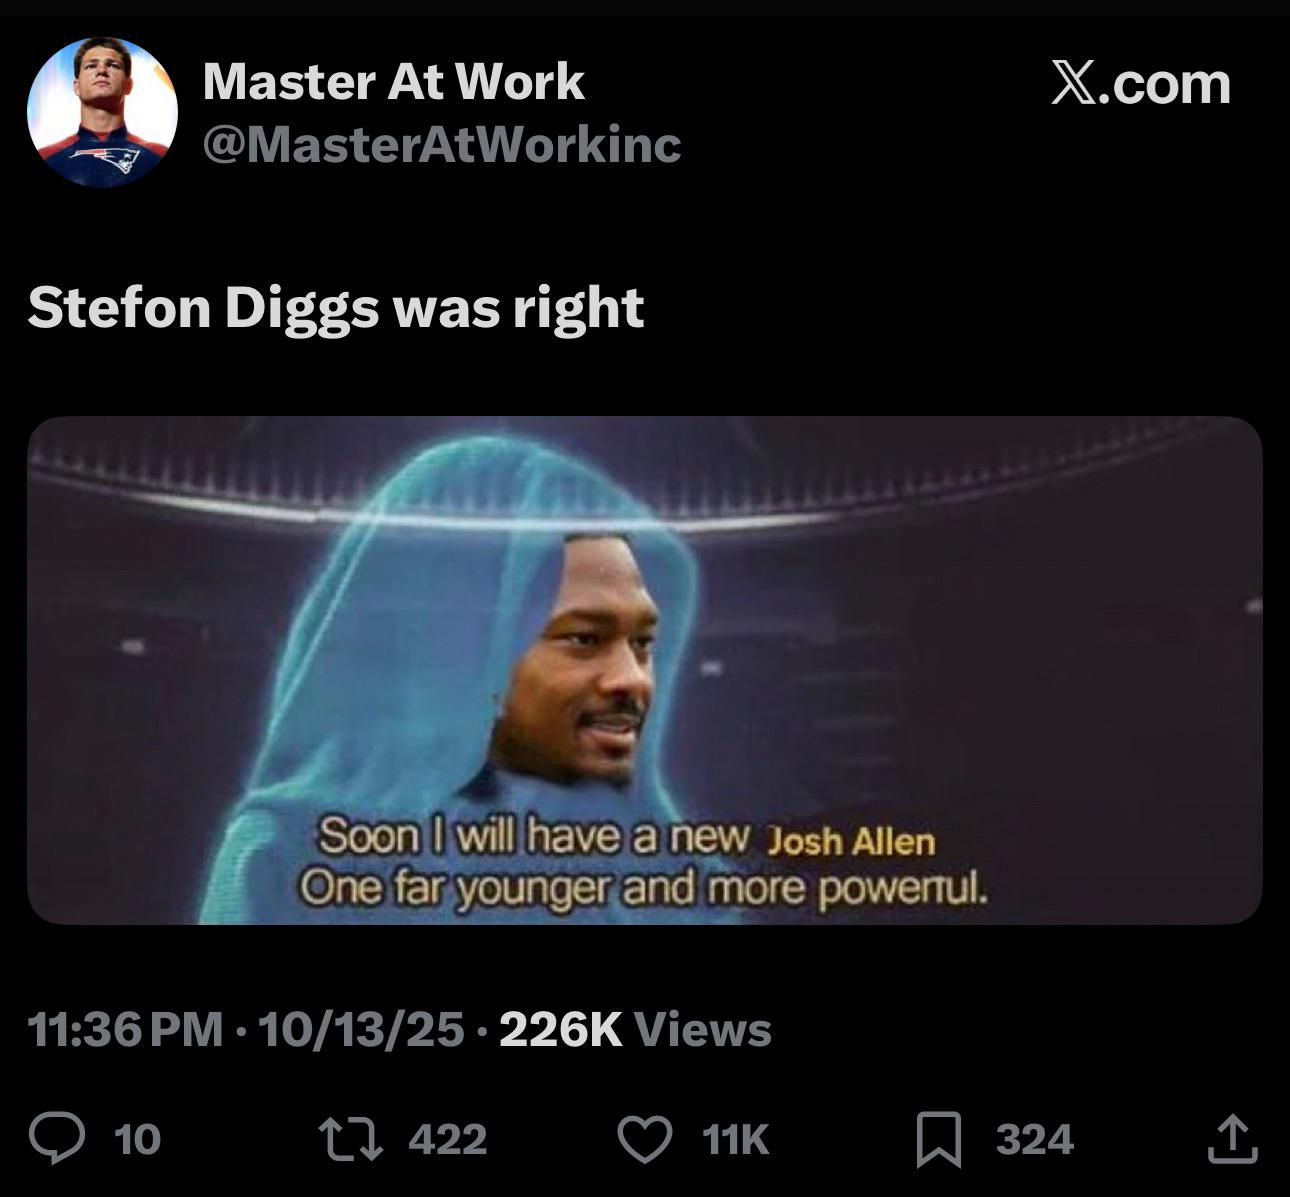 Master At Work
@MasterAtWorkinc
X.com
Stefon Diggs was right
Soon I will have a new Josh Allen
One far younger and more powerful.
11:36 PM · 10/13/25 · 226K Views
10 422 11K 324